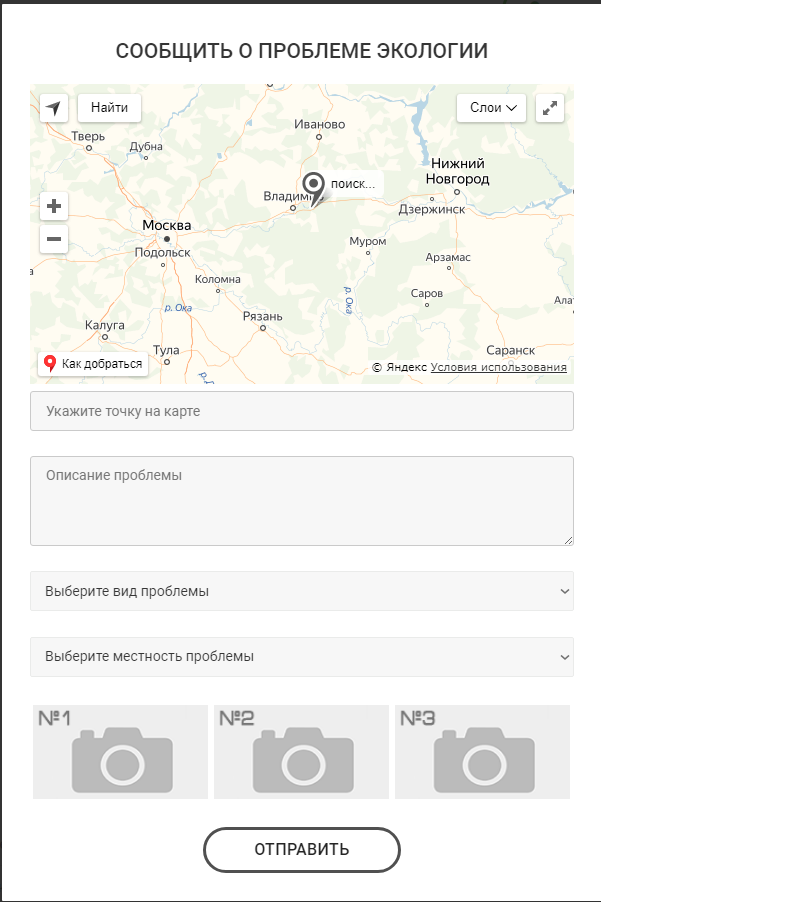 СООБЩИТЬ О ПРОБЛЕМЕ ЭКОЛОГИИ
Найти
Слои
Иваново
Тверь
Дубна
Нижний
Новгород
поиск...
Дзержинск
Москва
Муром
Подольск
Арзамас
Коломна
Саров
р. Ока
р. Ока
Рязань
Калуга
Тула
Саранск
Как добраться
© Яндекс Условия использования
Укажите точку на карте
Описание проблемы
Выберите вид проблемы
Выберите местность проблемы
№1 №2 №3
ОТПРАВИТЬ